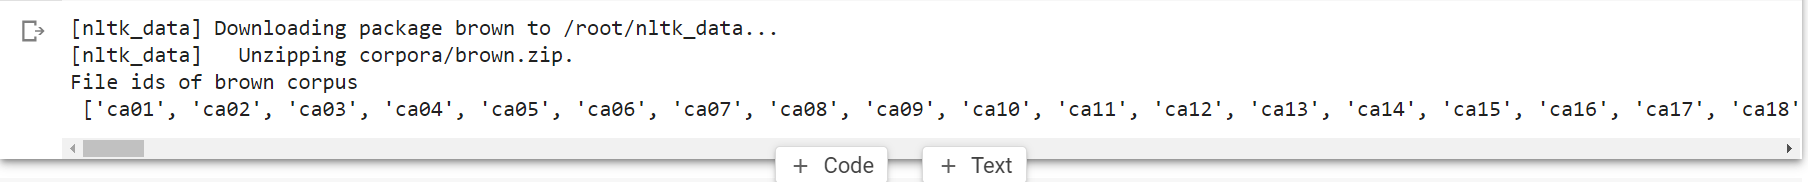 [nltk_data] Downloading package brown to /root/nltk_data...
[nltk_data]   Unzipping corpora/brown.zip.
File ids of brown corpus
 ['ca01', 'ca02', 'ca03', 'ca04', 'ca05', 'ca06', 'ca07', 'ca08', 'ca09', 'ca10', 'ca11', 'ca12', 'ca13', 'ca14', 'ca15', 'ca16', 'ca17', 'ca18'
+ Code + Text